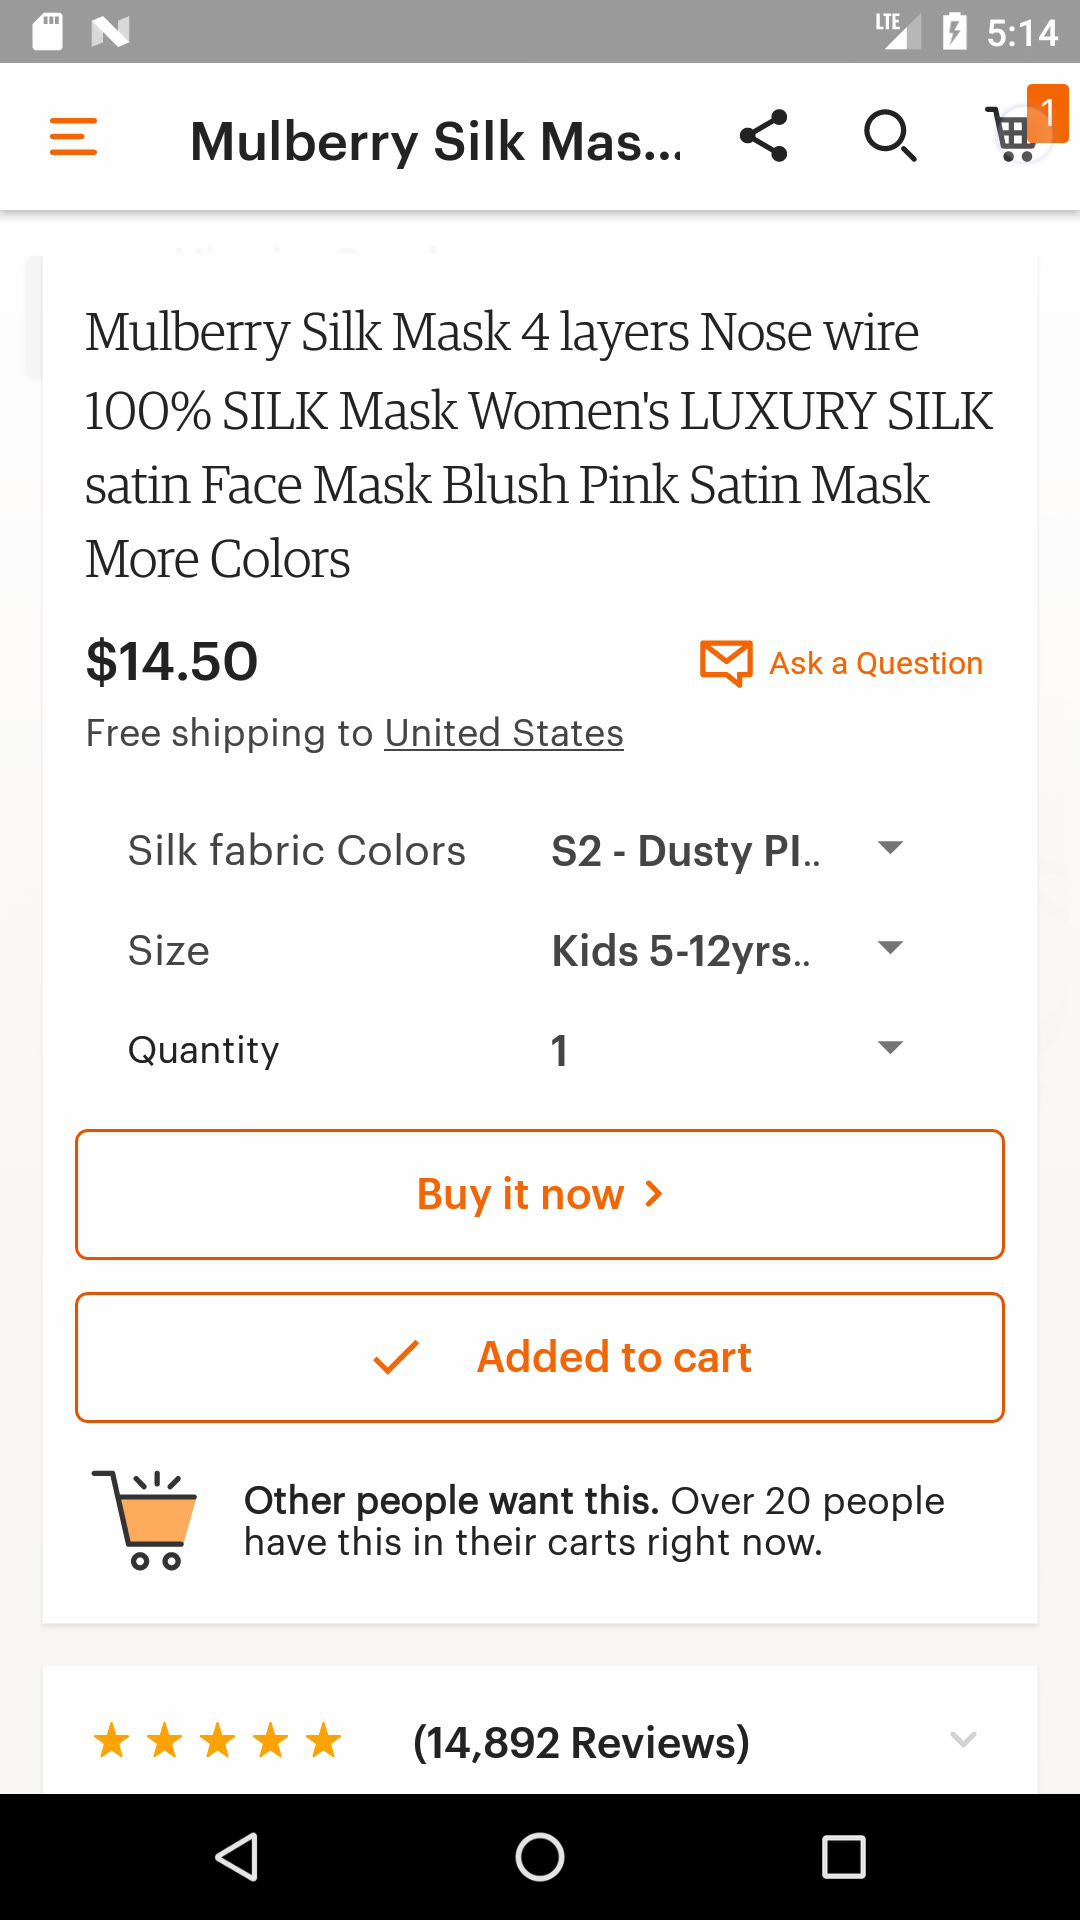 LTE 5:14
Mulberry Silk Mas... 1
Mulberry Silk Mask 4 layers Nose wire
100% SILK Mask Women's LUXURY SILK
satin Face Mask Blush Pink Satin Mask
More Colors
$14.50 Ask a Question
Free shipping to United States
Silk fabric Colors S2 - Dusty PI..
Size Kids 5-12yrs..
Quantity 1
Buy it now
Added to cart
Other people want this. Over 20 people
have this in their carts right now.
(14,892 Reviews)